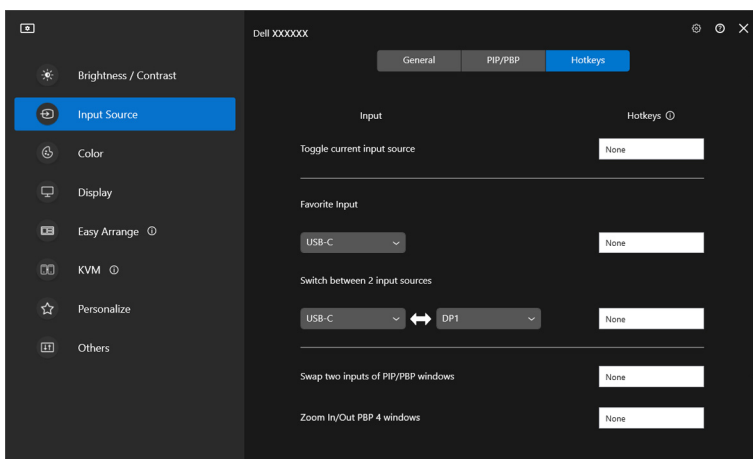 Dell XXXXXX
General
PIP/PBP
Hotkeys
Brightness / Contrast
Input Source
Color
Display
Easy Arrange
KVM
Personalize
Others
Input
Hotkeys
Toggle current input source
None
Favorite Input
USB-C
None
Switch between 2 input sources
USB-C
DP1
None
Swap two inputs of PIP/PBP windows
None
Zoom In/Out PBP 4 windows
None